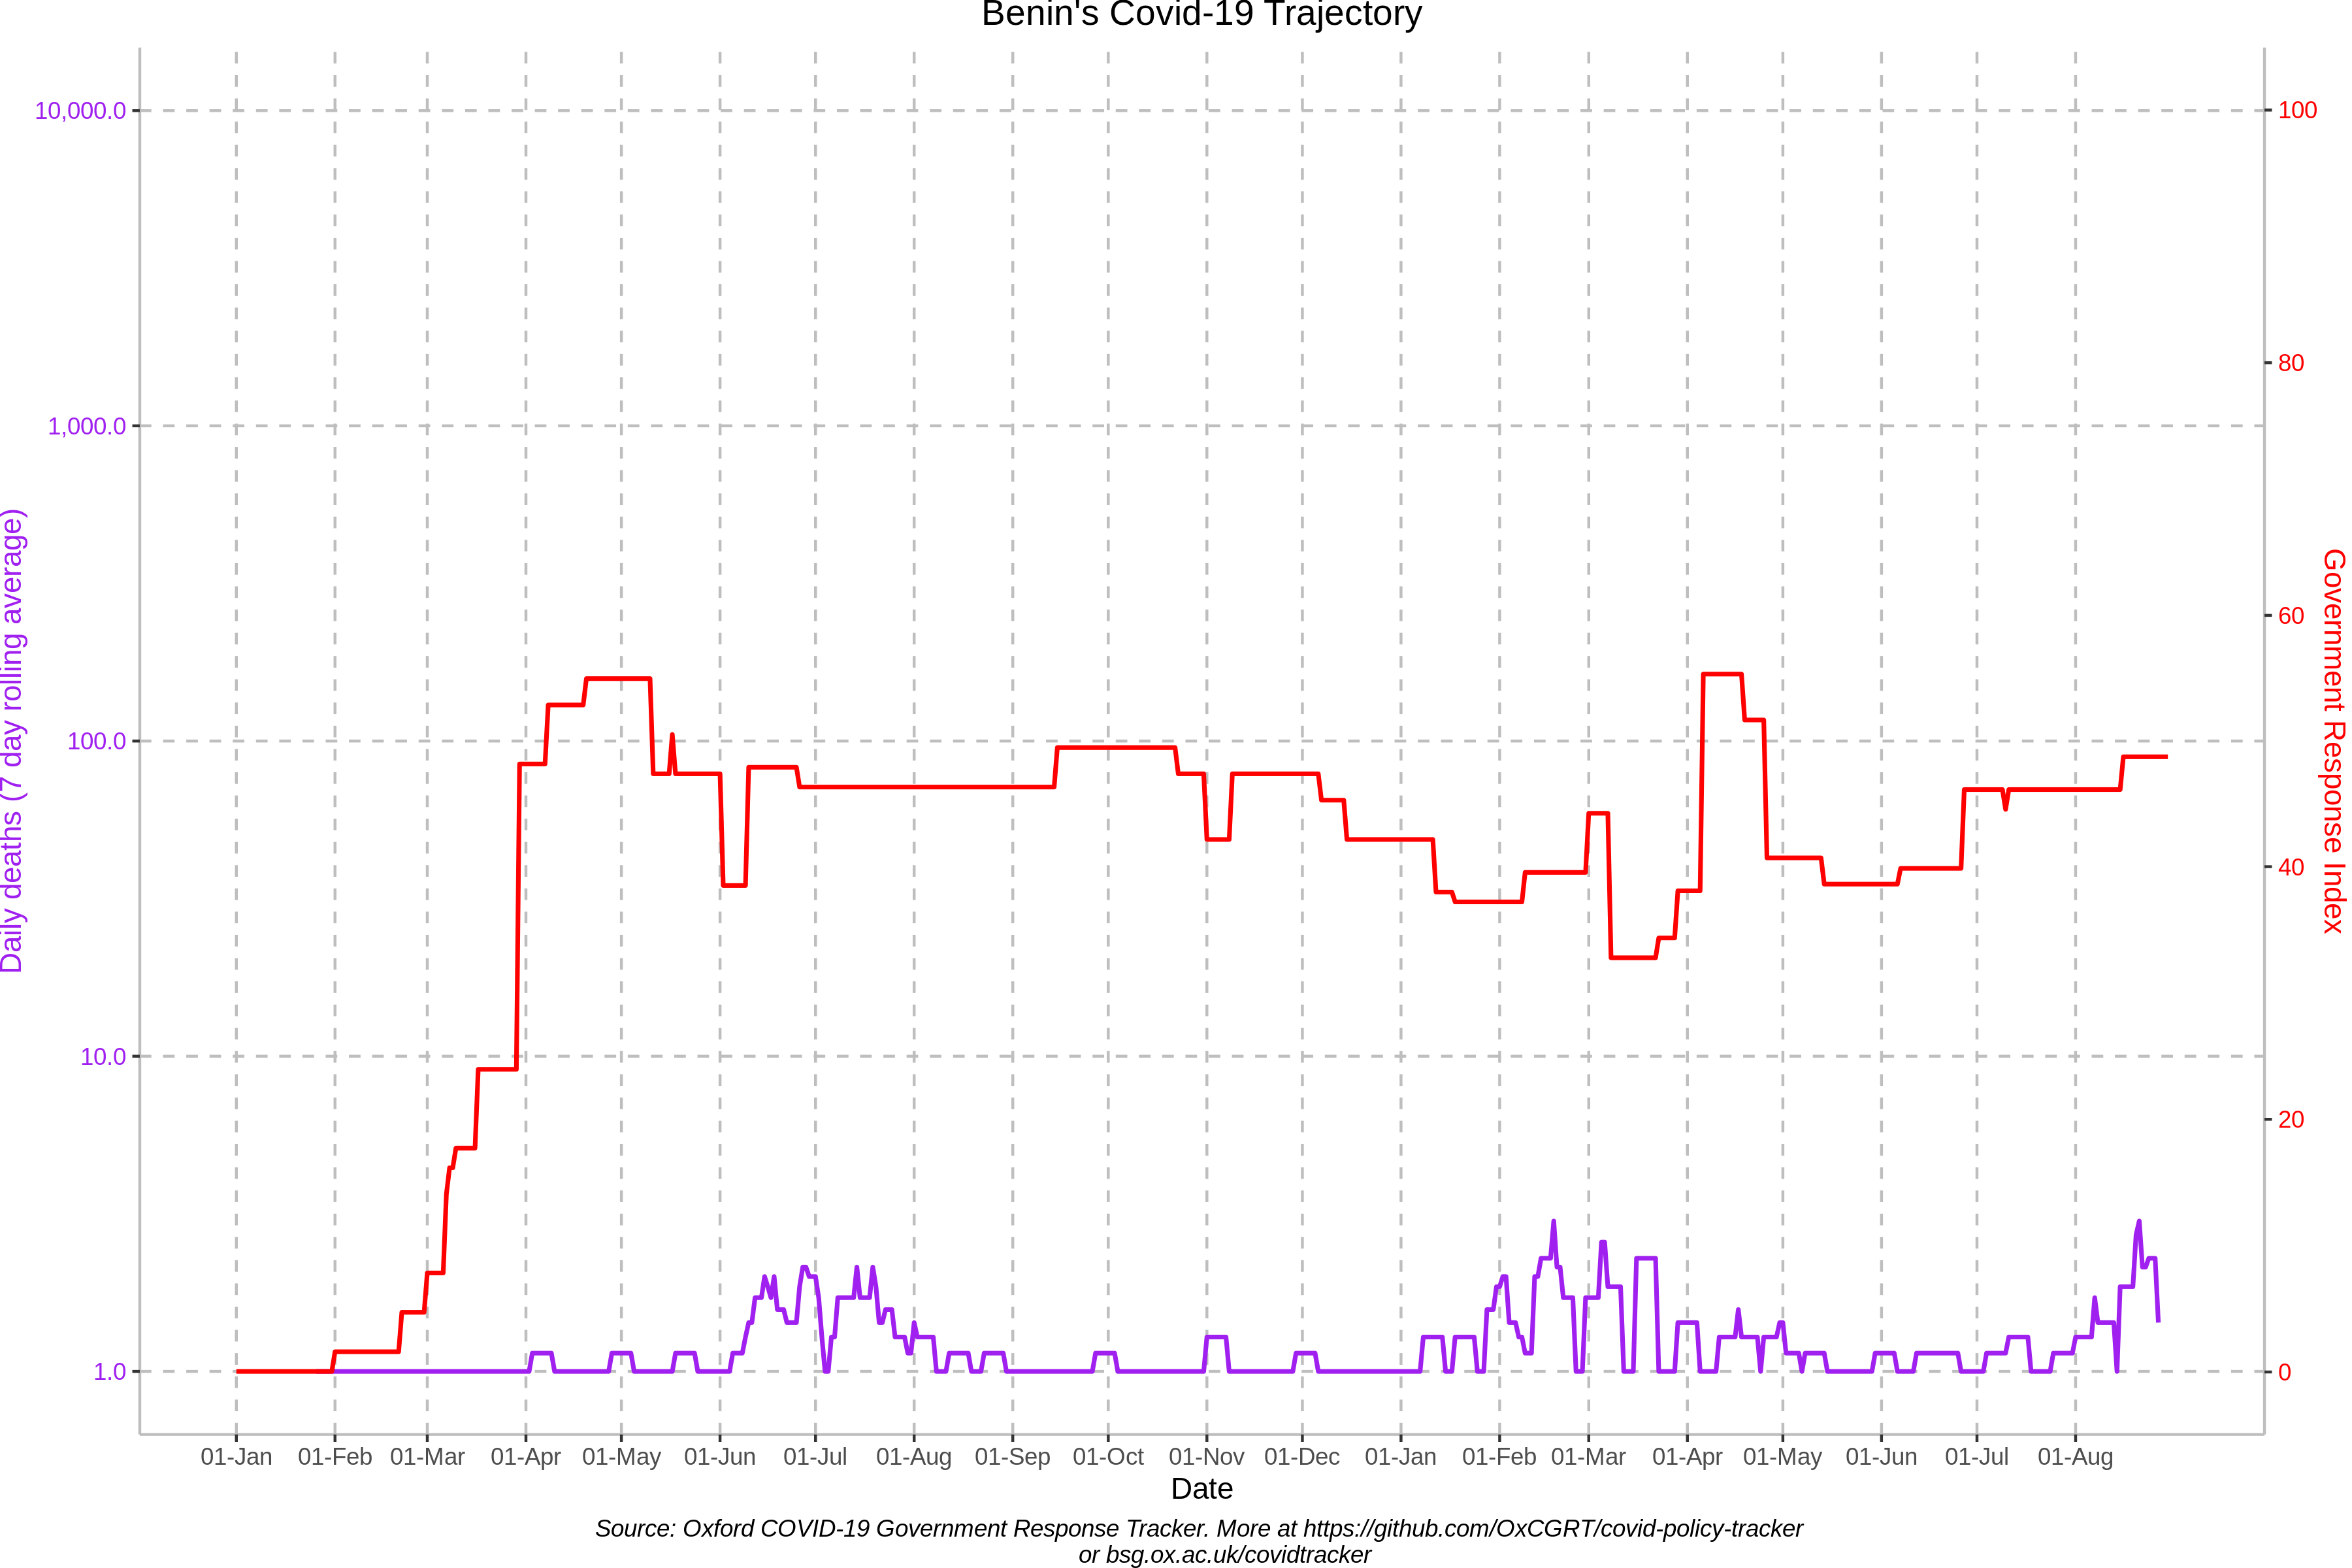 Benin's Covid-19 Trajectory
10,000.0
1,000.0
100.0
10.0
1.0
Daily deaths (7 day rolling average)
100
80
60
40
20
0
Government Response Index
01-Jan 01-Feb 01-Mar 01-Apr 01-May 01-Jun 01-Jul 01-Aug 01-Sep 01-Oct 01-Nov 01-Dec 01-Jan 01-Feb 01-Mar 01-Apr 01-May 01-Jun 01-Jul 01-Aug
Date
Source: Oxford COVID-19 Government Response Tracker. More at https://github.com/OxCGRT/covid-policy-tracker
or bsg.ox.ac.uk/covidtracker